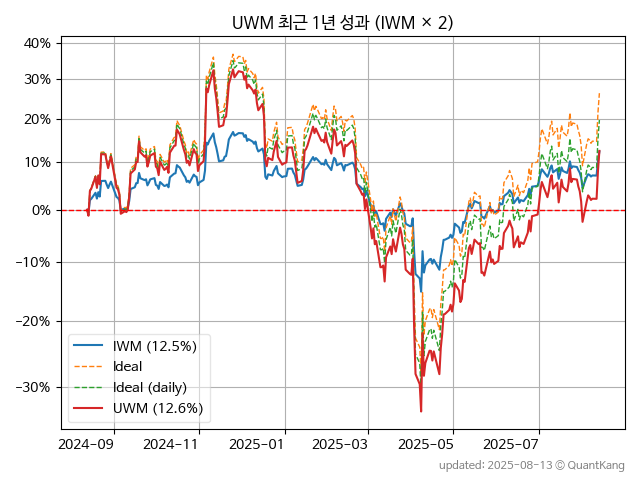 UWM 최근 1년 성과 (IWM × 2)
40%
30%
20%
10%
0%
−10%
−20%
−30%
IWM (12.5%)
Ideal
Ideal (daily)
UWM (12.6%)
2024-09 2024-11 2025-01 2025-03 2025-05 2025-07
updated: 2025-08-13 © QuantKang